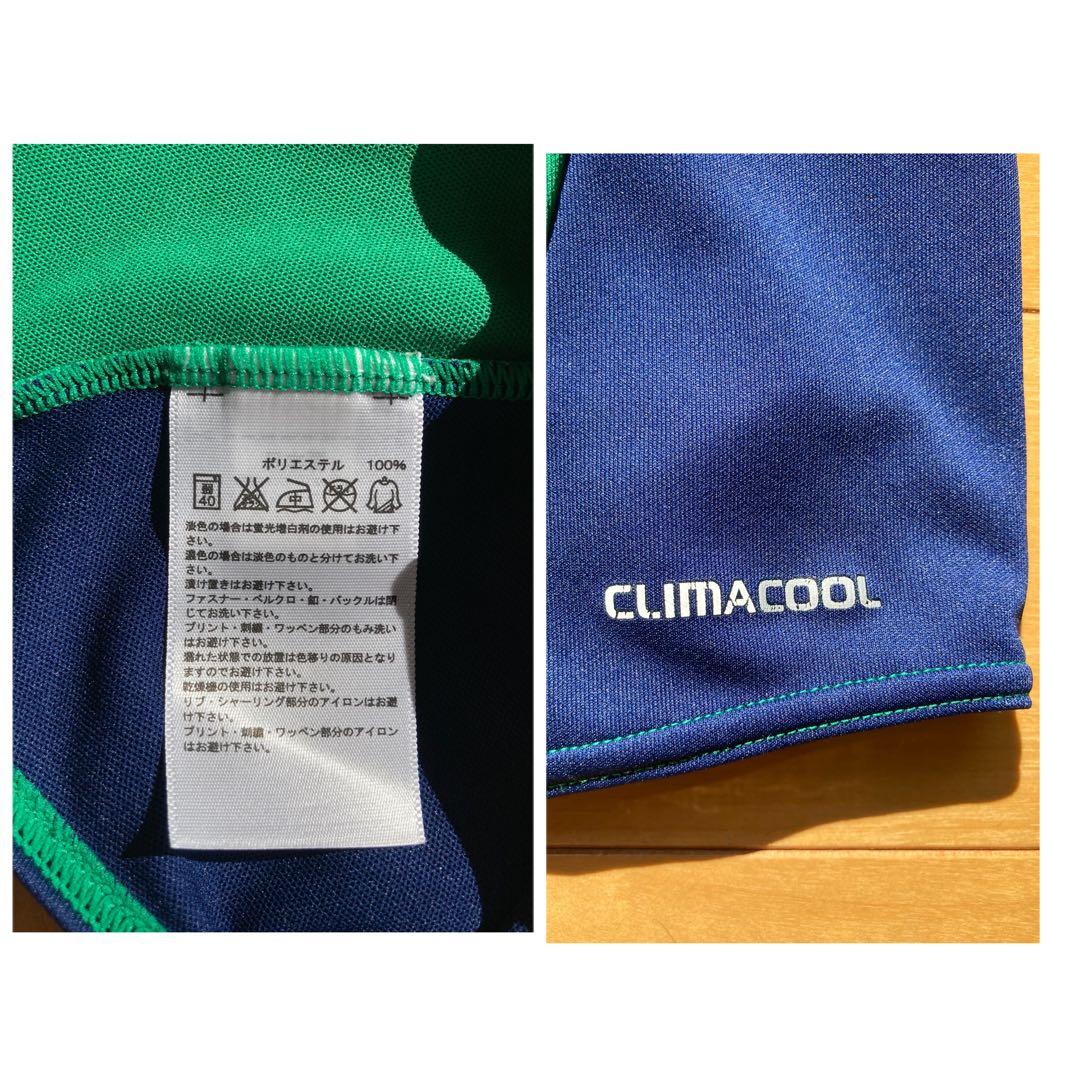 ポリエステル 100%
弱 40 中
淡色の場合は蛍光増白剤の使用はお避け下
さい。
濃色の場合は淡色のものと分けてお洗い下
さい。
漬け置きはお避け下さい。
ファスナー・ベルクロ・釦・バックルは閉
じてお洗い下さい。
プリント・刺繍・ワッペン部分のもみ洗い
はお避け下さい。
濡れた状態での放置は色移りの原因となり
ますのでお避け下さい。
乾燥機の使用はお避け下さい。
リブ・シャーリング部分のアイロンはお避
け下さい。
プリント・刺繍・ワッペン部分のアイロン
はお避け下さい。
CLIMACOOL